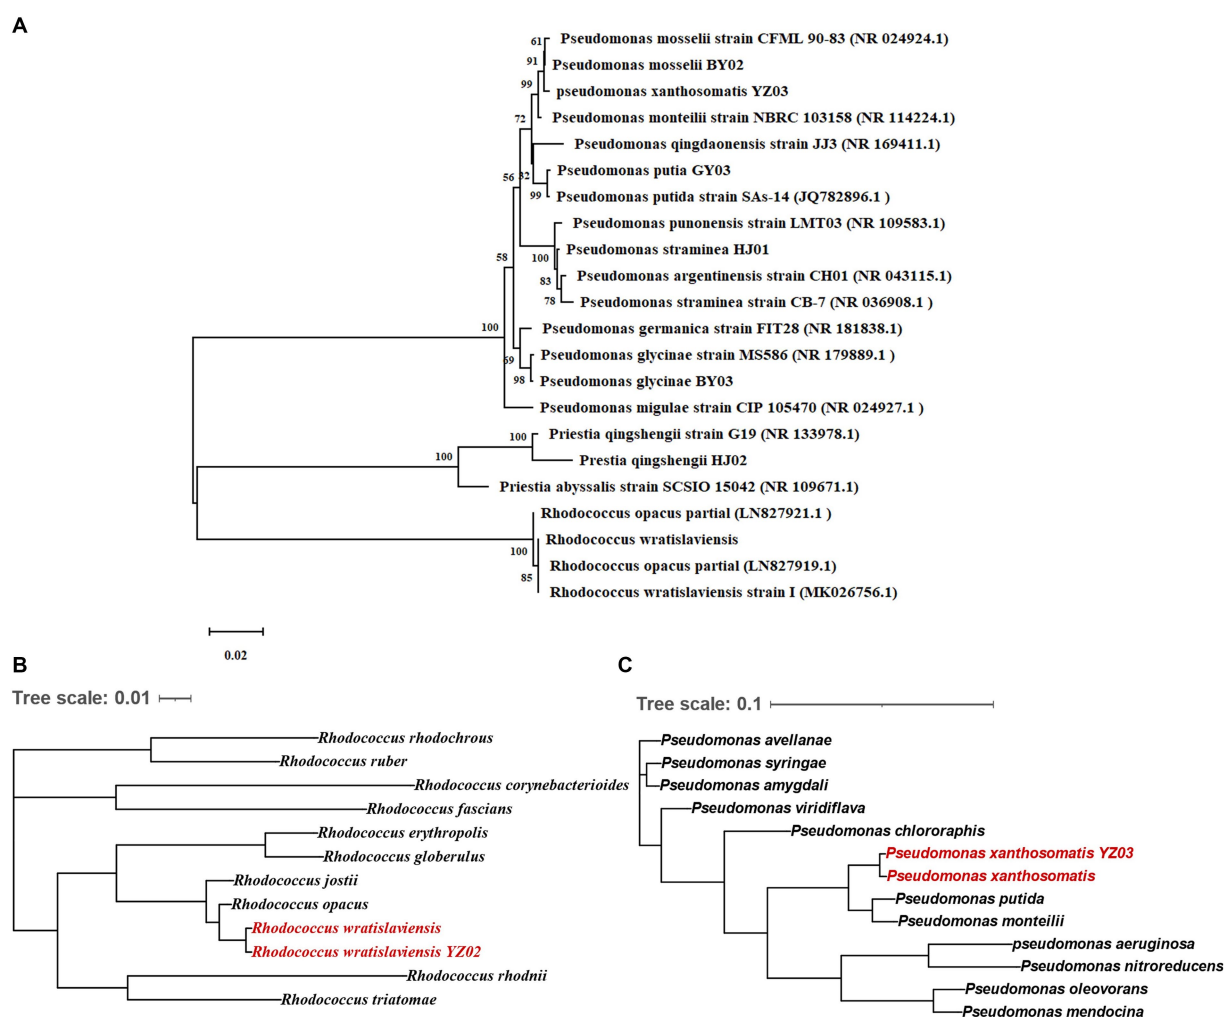 A
61
Pseudomonas mosselii strain CFML 90-83 (NR 024924.1)
91
Pseudomonas mosselii BY02
99
pseudomonas xanthosomatis YZ03
72
Pseudomonas monteilii strain NBRC 103158 (NR 114224.1)
Pseudomonas qingdaonensis strain JJ3 (NR 169411.1)
56
32
Pseudomonas putia GY03
99
Pseudomonas putida strain SAs-14 (JQ782896.1 )
Pseudomonas punonensis strain LMT03 (NR 109583.1)
58
100
Pseudomonas straminea HJ01
83
Pseudomonas argentinensis strain CH01 (NR 043115.1)
78
Pseudomonas straminea strain CB-7 (NR 036908.1 )
100
Pseudomonas germanica strain FIT28 (NR 181838.1)
69
Pseudomonas glycinae strain MS586 (NR 179889.1 )
98
Pseudomonas glycinae BY03
Pseudomonas migulae strain CIP 105470 (NR 024927.1 )
100
Priestia qingshengii strain G19 (NR 133978.1)
100
Prestia qingshengii HJ02
Priestia abyssalis strain SCSIO 15042 (NR 109671.1)
Rhodococcus opacus partial (LN827921.1 )
100
Rhodococcus wratislaviensis
85
Rhodococcus opacus partial (LN827919.1)
Rhodococcus wratislaviensis strain I (MK026756.1)
0.02
B
Tree scale: 0.01
Rhodococcus rhodochrous
Rhodococcus ruber
Rhodococcus corynebacterioides
Rhodococcus fascians
Rhodococcus erythropolis
Rhodococcus globerulus
Rhodococcus jostii
Rhodococcus opacus
Rhodococcus wratislaviensis
Rhodococcus wratislaviensis YZ02
Rhodococcus rhodnii
Rhodococcus triatomae
C
Tree scale: 0.1
Pseudomonas avellanae
Pseudomonas syringae
Pseudomonas amygdali
Pseudomonas viridiflava
Pseudomonas chlororaphis
Pseudomonas xanthosomatis YZ03
Pseudomonas xanthosomatis
Pseudomonas putida
Pseudomonas monteilii
pseudomonas aeruginosa
Pseudomonas nitroreducens
Pseudomonas oleovorans
Pseudomonas mendocina